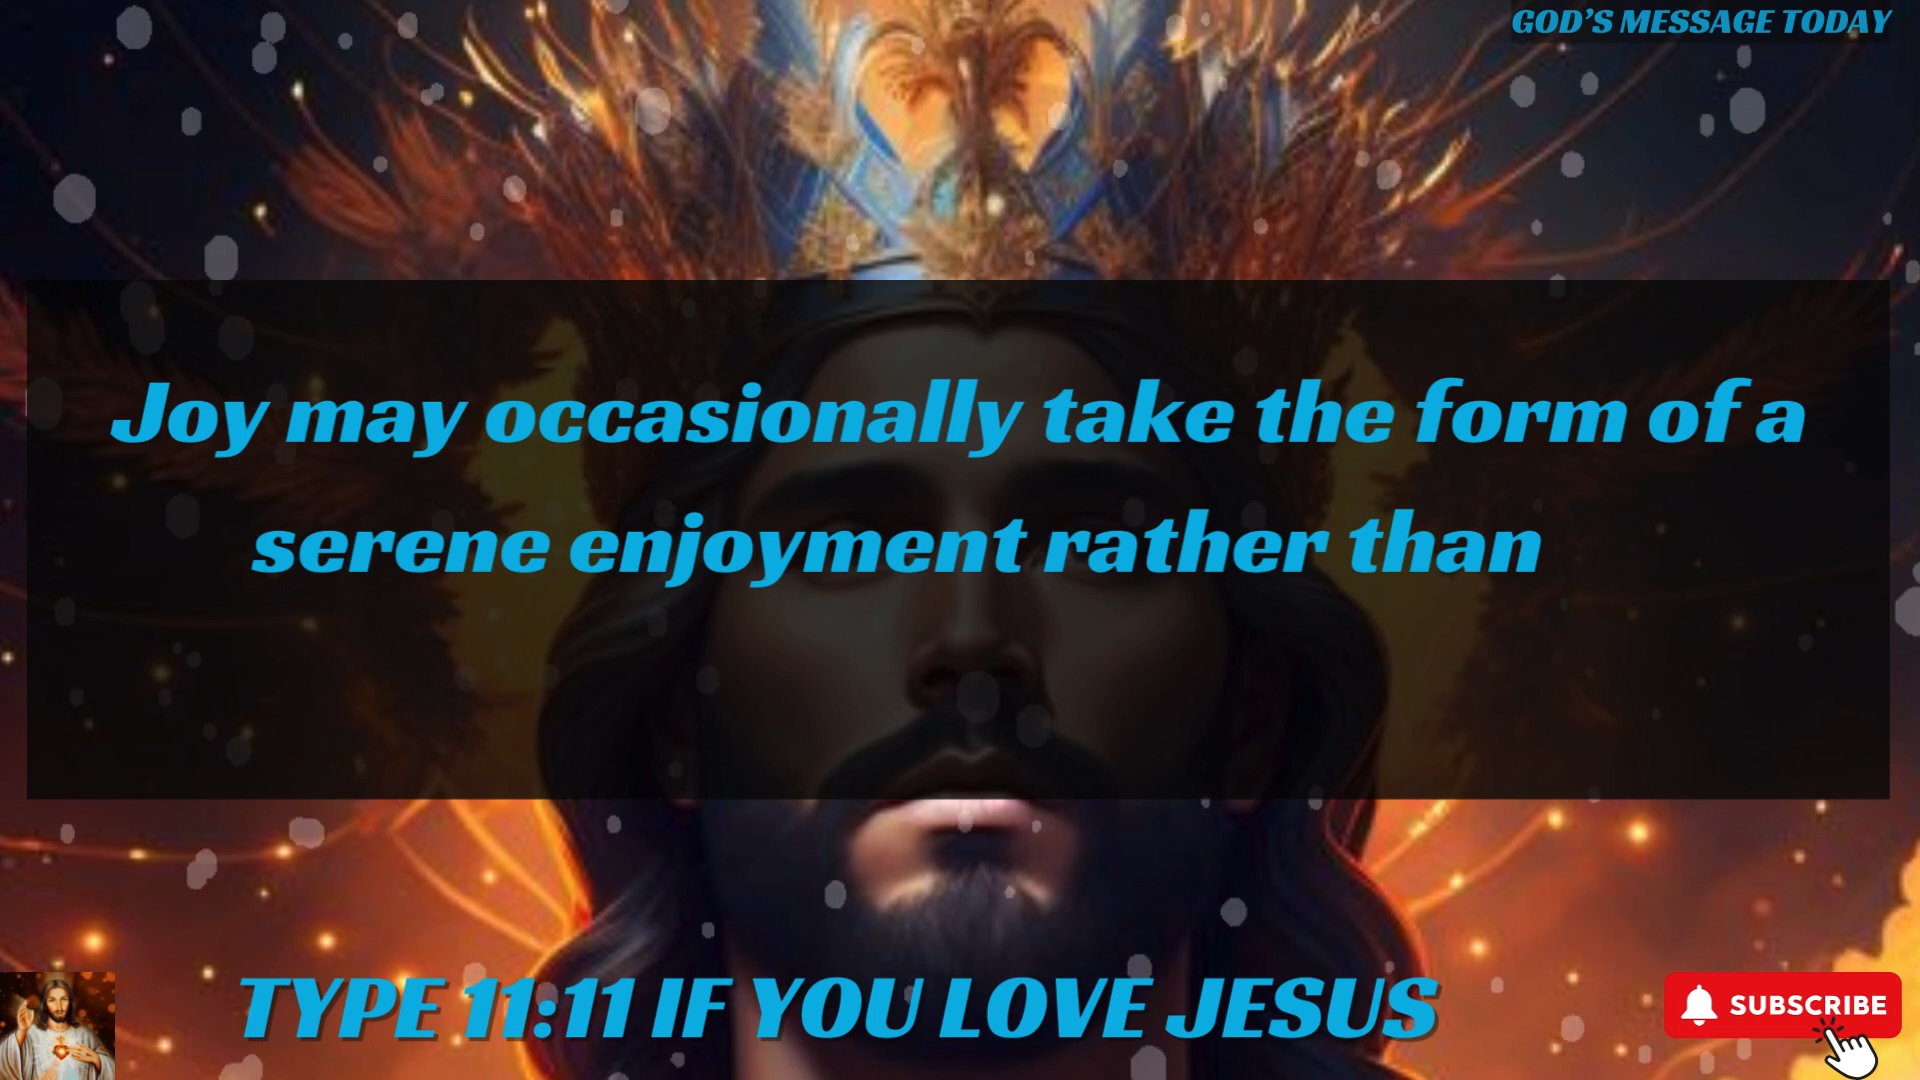 GOD'S MESSAGE TODAY
Joy may occasionally take the form of a
serene enjoyment rather than
TYPE 11:11 IF YOU LOVE JESUS
SUBSCRIBE